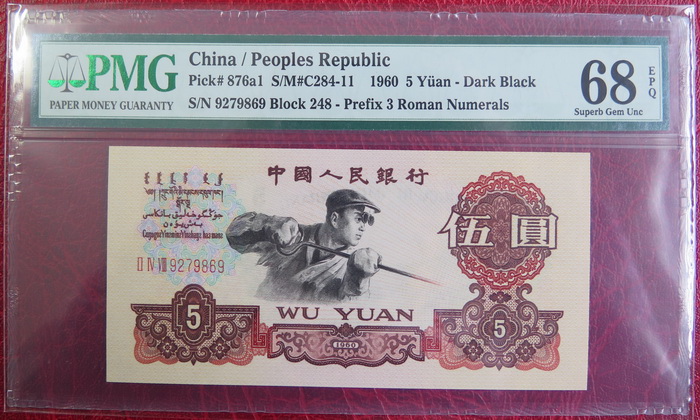 PMG
PAPER MONEY GUARANTY
China / Peoples Republic
Pick# 876a1 S/M#C284-11 1960 5 Yüan - Dark Black
S/N 9279869 Block 248 - Prefix 3 Roman Numerals
68 EPQ
Superb Gem Unc
中國人民銀行
伍圓
9279869
5
WU YUAN
5
1960